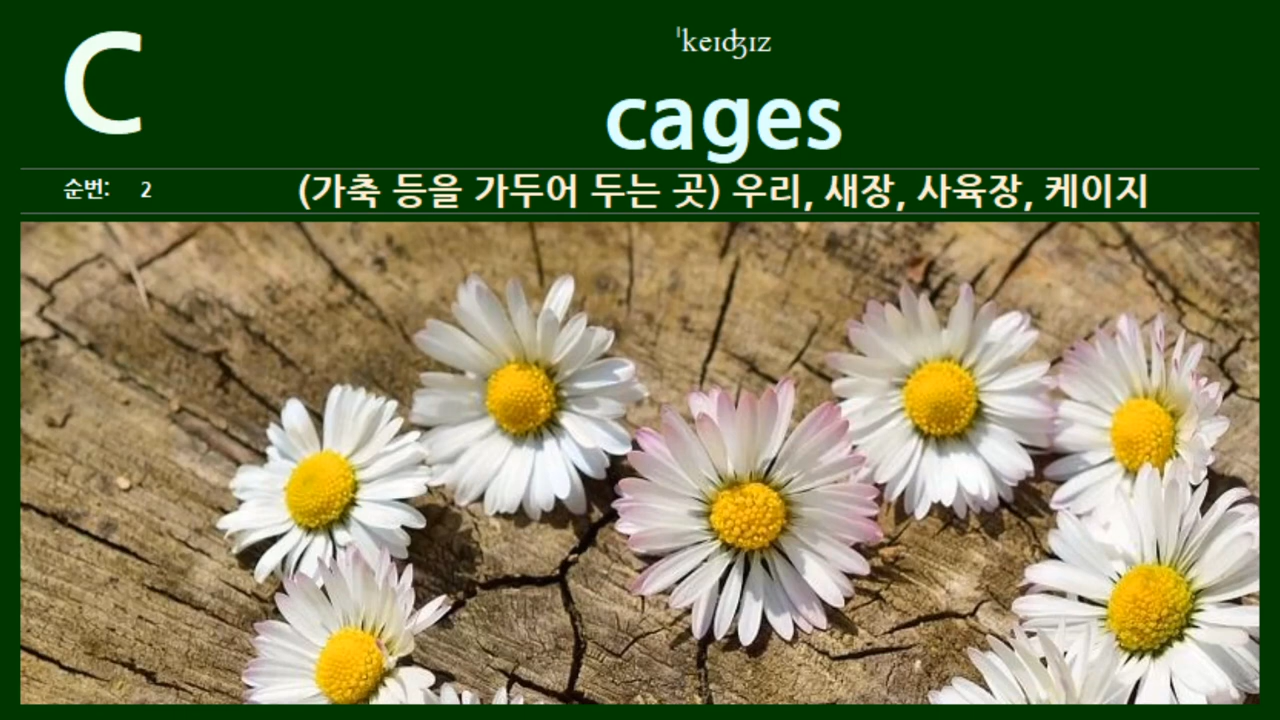 C
ˈkeɪʤɪz
cages
순번: 2
(가축 등을 가두어 두는 곳) 우리, 새장, 사육장, 케이지